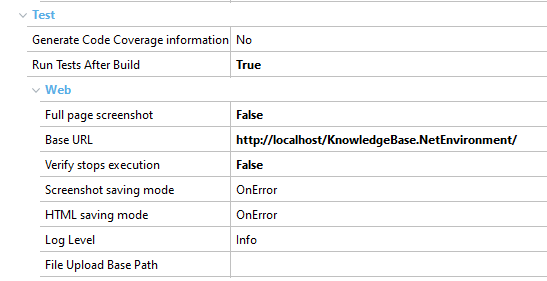 Test
Generate Code Coverage information No
Run Tests After Build True
Web
Full page screenshot False
Base URL http://localhost/KnowledgeBase.NetEnvironment/
Verify stops execution False
Screenshot saving mode OnError
HTML saving mode OnError
Log Level Info
File Upload Base Path